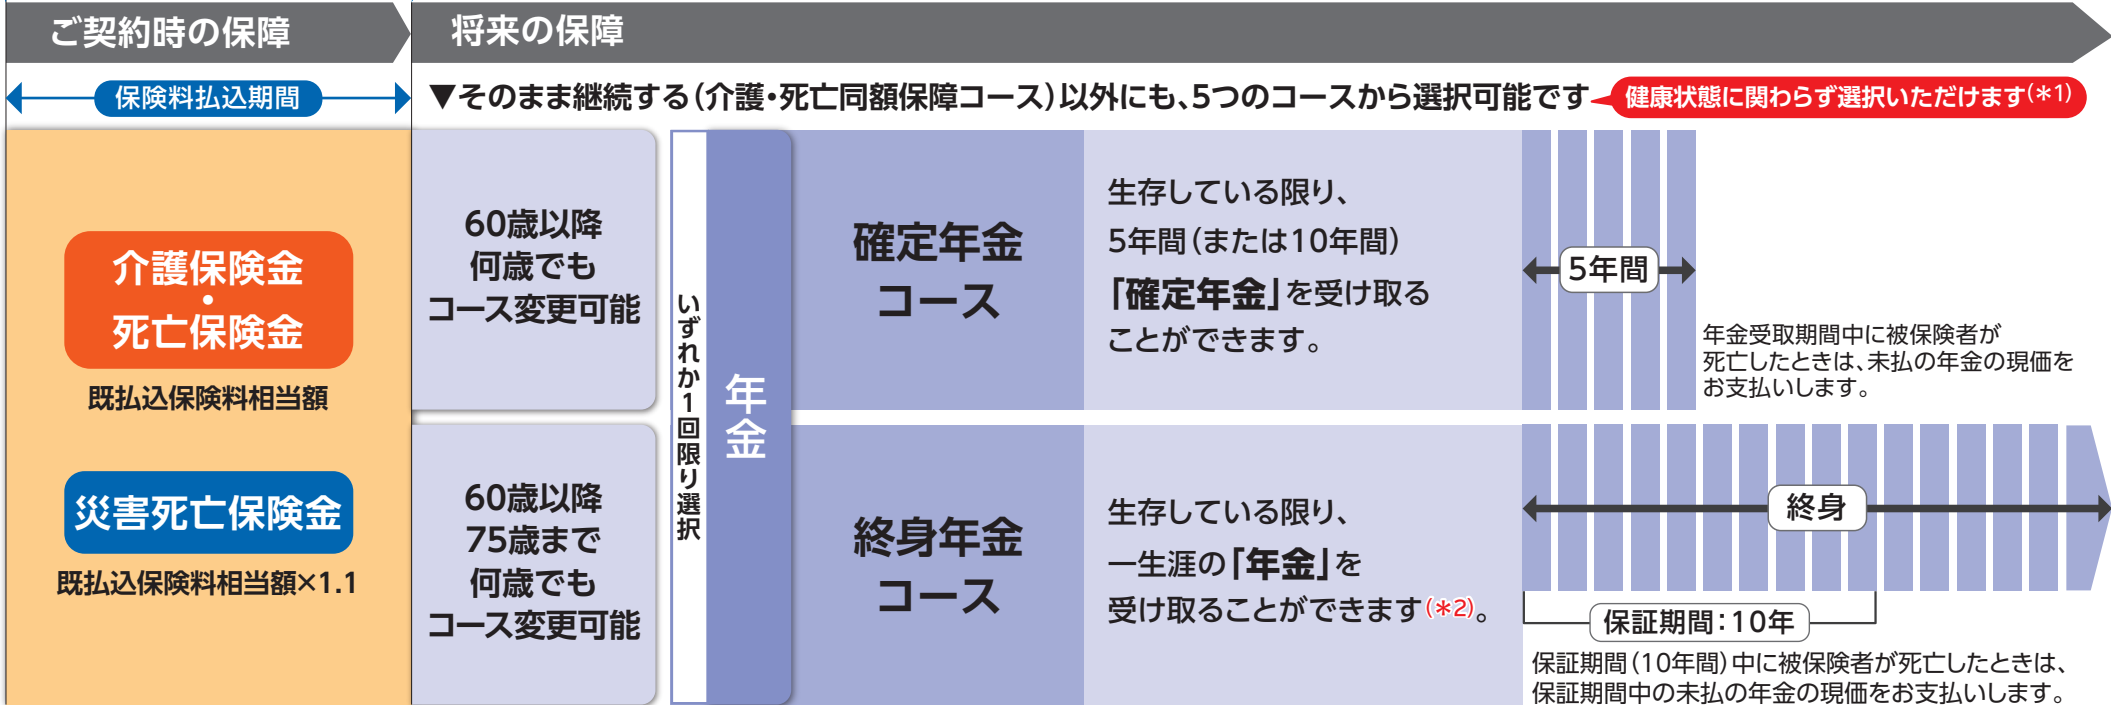 ご契約時の保障
将来の保障
保険料払込期間
▼そのまま継続する(介護・死亡同額保障コース)以外にも、5つのコースから選択可能です
健康状態に関わらず選択いただけます(*1)
介護保険金
・
死亡保険金
既払込保険料相当額
災害死亡保険金
既払込保険料相当額×1.1
60歳以降
何歳でも
コース変更可能
60歳以降
75歳まで
何歳でも
コース変更可能
いずれか1回限り選択
年金
確定年金
コース
生存している限り、
5年間(または10年間)
「確定年金」を受け取る
ことができます。
5年間
年金受取期間中に被保険者が
死亡したときは、未払の年金の現価を
お支払いします。
終身年金
コース
生存している限り、
一生涯の「年金」を
受け取ることができます(*2)。
終身
保証期間:10年
保証期間(10年間)中に被保険者が死亡したときは、
保証期間中の未払の年金の現価をお支払いします。